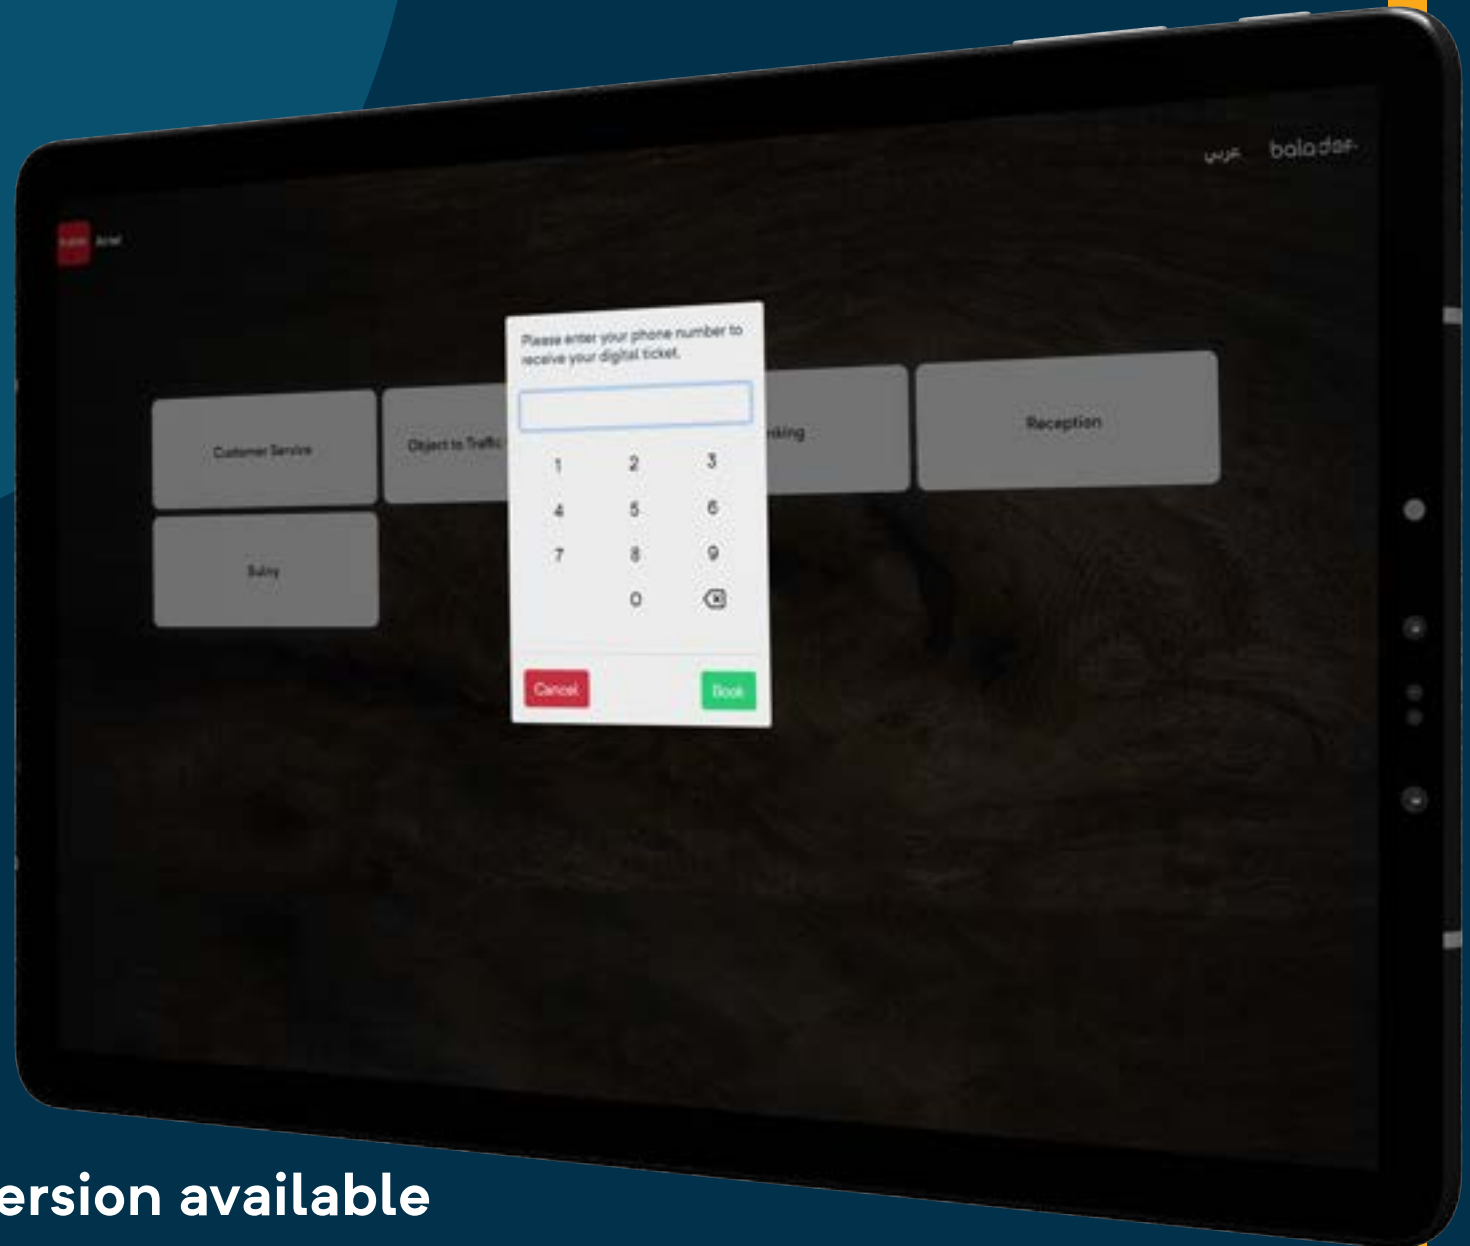 عربي
Please enter your phone number to
receive your digital ticket.
Customer Service
Object to Traffic
Reception
1 2 3
4 5 6
7 8 9
0
Cancel
Book
ersion available